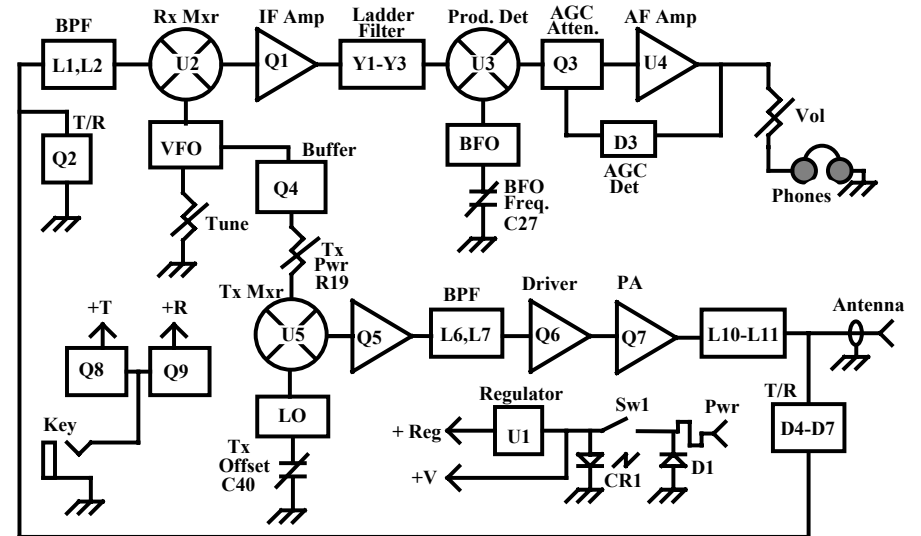 Rx Mxr
IF Amp
Ladder
Filter
Prod. Det
AGC
Atten.
AF Amp
BPF
L1,L2
U2
Q1
Y1-Y3
U3
Q3
U4
Vol
T/R
Q2
VFO
Buffer
Q4
BFO
D3
AGC
Det
Phones
Tune
BFO
Freq.
C27
Tx
Pwr
R19
Tx Mxr
BPF
Driver
PA
Antenna
+T
+R
U5
Q5
L6,L7
Q6
Q7
L10-L11
Q8
Q9
T/R
Key
LO
Regulator
Sw1
Pwr
D4-D7
+ Reg
U1
Tx
Offset
C40
+V
CR1
D1